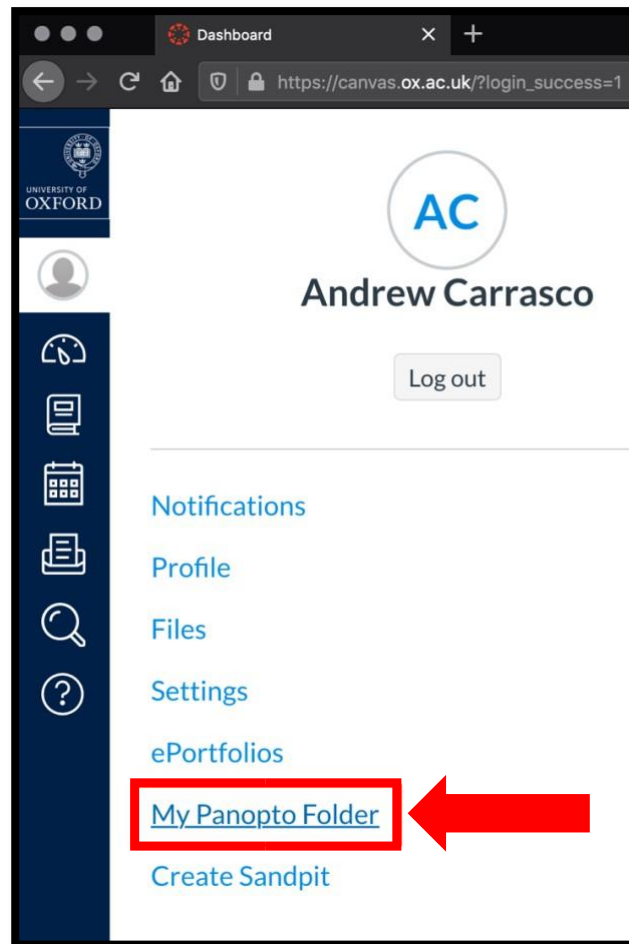 Dashboard
https://canvas.ox.ac.uk/?login_success=1
UNIVERSITY OF
OXFORD
AC
Andrew Carrasco
Log out
Notifications
Profile
Files
Settings
ePortfolios
My Panopto Folder
Create Sandpit